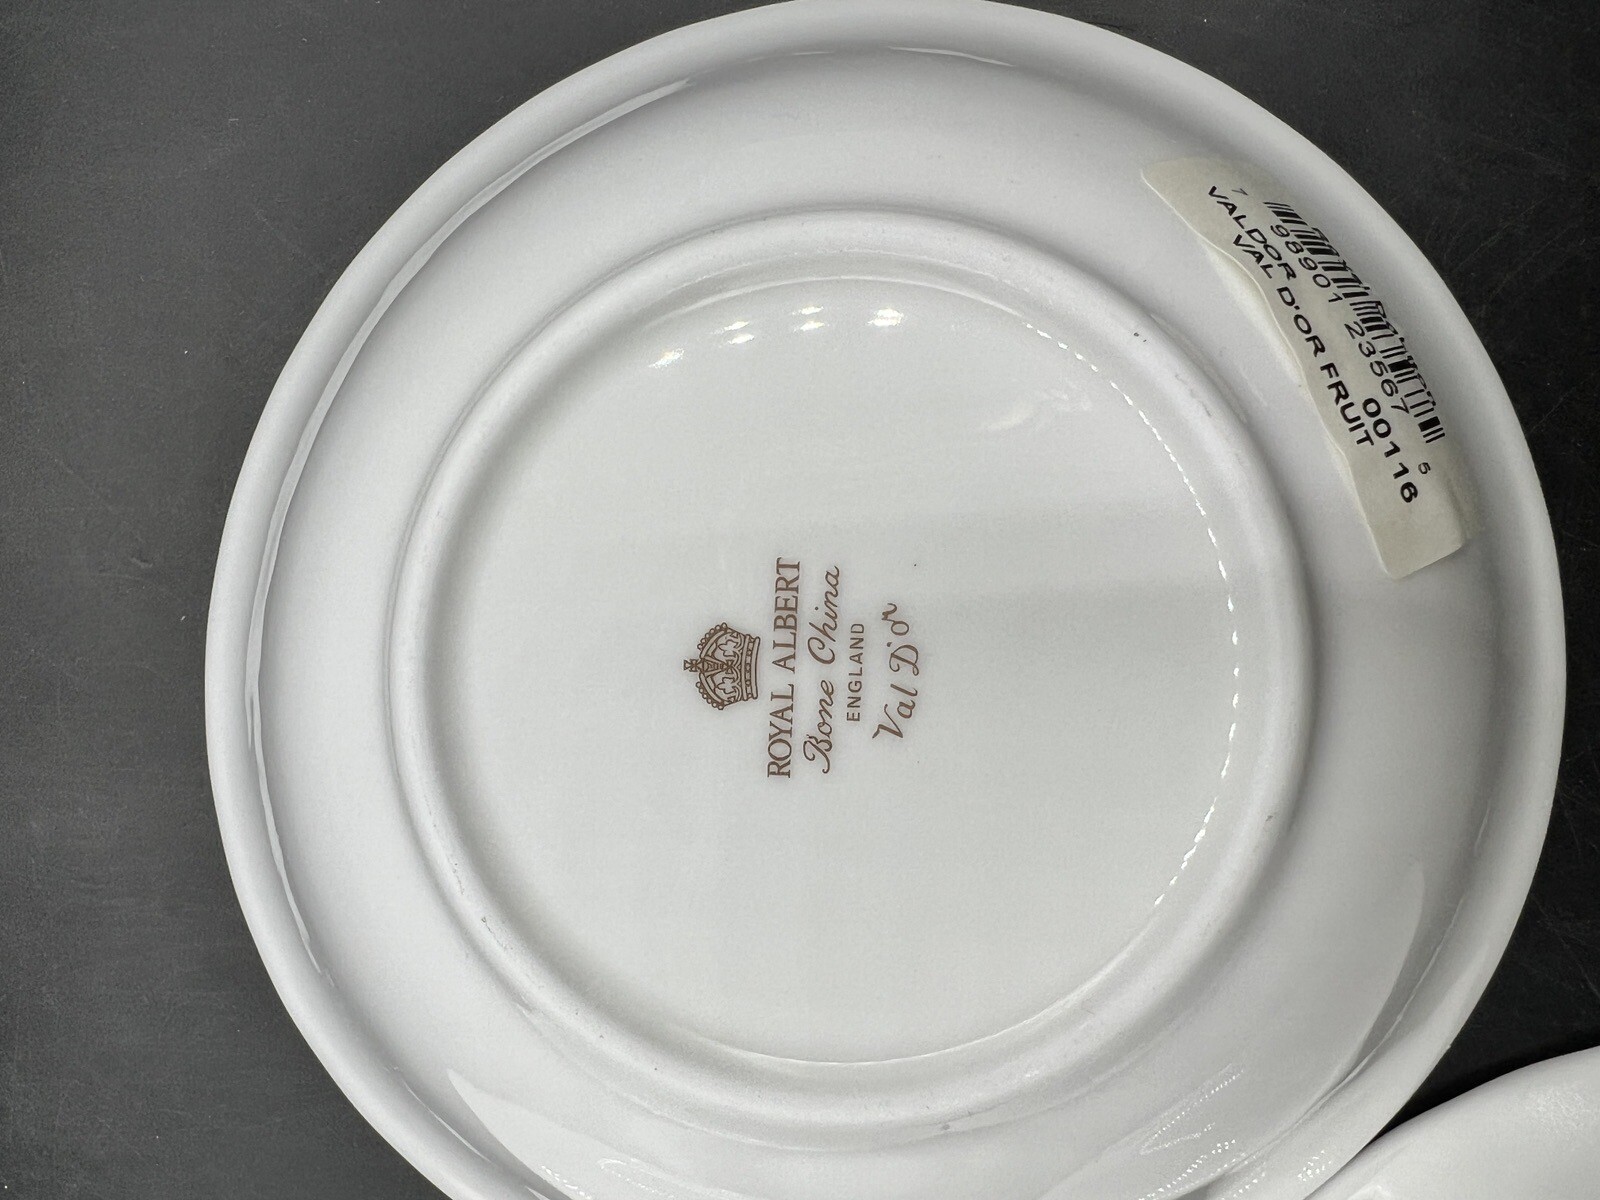 ROYAL ALBERT
Bone China
ENGLAND
Val D'or
7 98901 23567 5
VALDOR 00116
VAL D'OR FRUIT